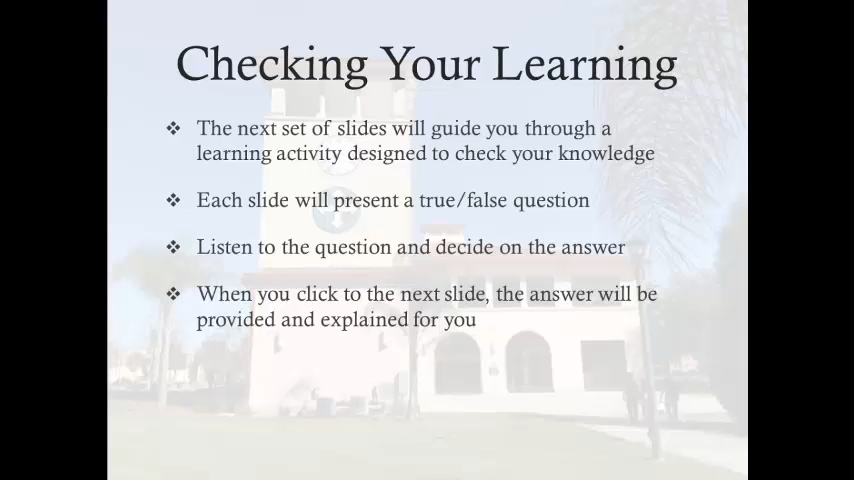 Checking Your Learning
❖ The next set of slides will guide you through a
learning activity designed to check your knowledge
❖ Each slide will present a true/false question
❖ Listen to the question and decide on the answer
❖ When you click to the next slide, the answer will be
provided and explained for you